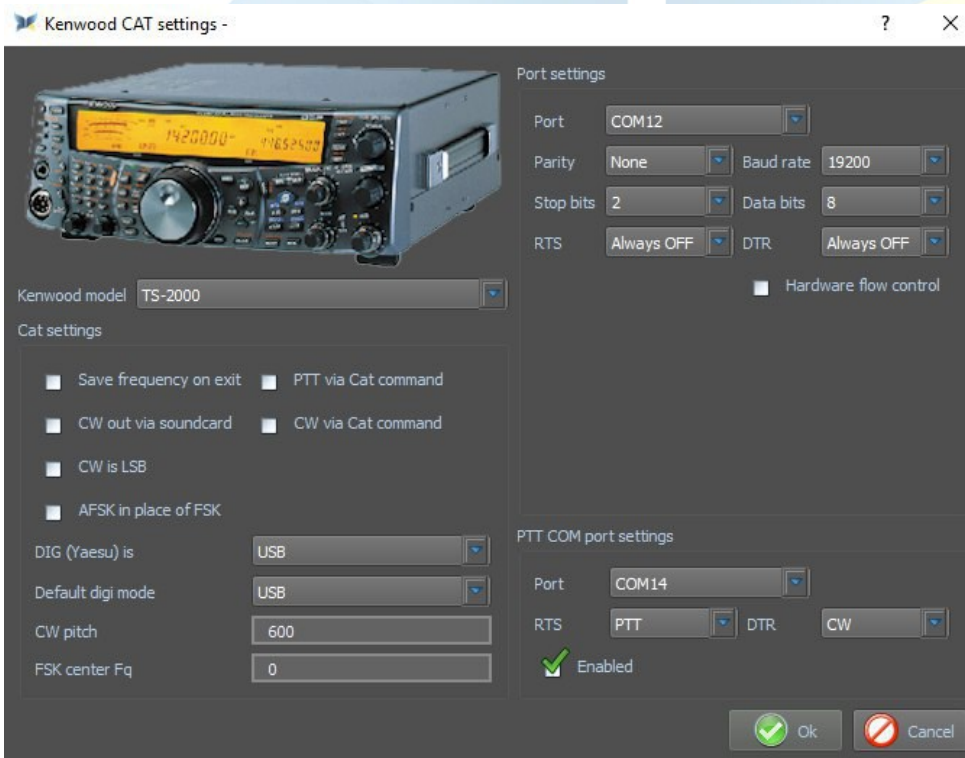 Kenwood CAT settings - ? ×
Port settings
Port COM12
Parity None Baud rate 19200
Stop bits 2 Data bits 8
RTS Always OFF DTR Always OFF
Hardware flow control
Kenwood model TS-2000
Cat settings
Save frequency on exit PTT via Cat command
CW out via soundcard CW via Cat command
CW is LSB
AFSK in place of FSK
DIG (Yaesu) is USB
Default digi mode USB
CW pitch 600
FSK center Fq 0
PTT COM port settings
Port COM14
RTS PTT DTR CW
Enabled
Ok Cancel